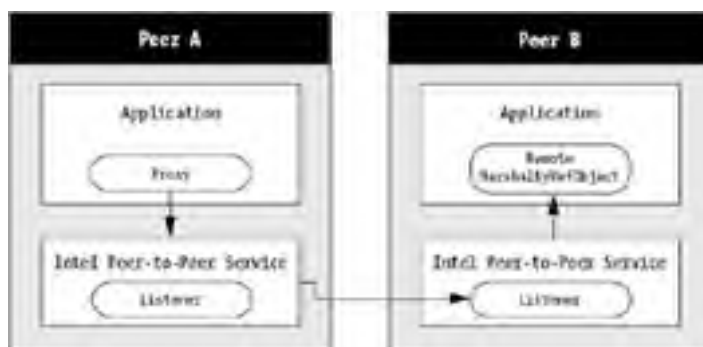 Peer A
Application
Proxy
Intel Peer-to-Peer Service
Listener
Peer B
Application
Remote
MarshalByRefObject
Intel Peer-to-Peer Service
Listener